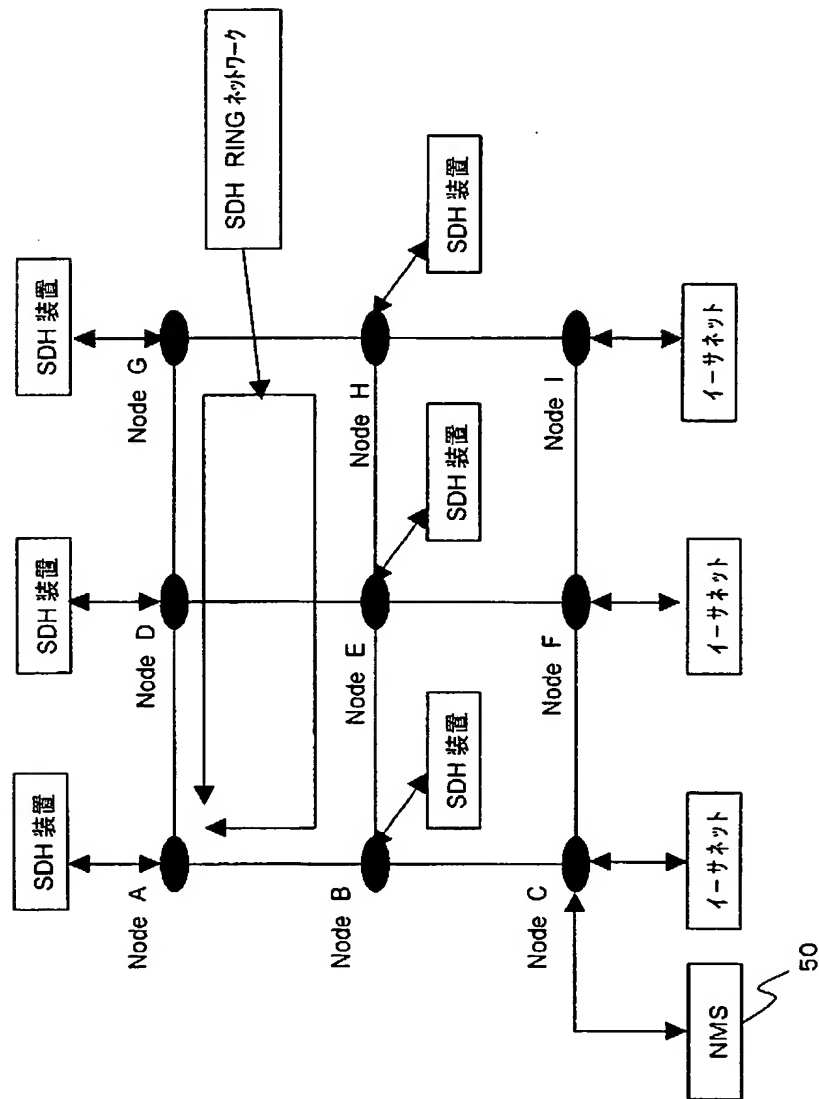 SDH 装置
SDH 装置
SDH 装置
SDH RING ネットワーク
Node A
Node D
Node G
SDH 装置
SDH 装置
SDH 装置
Node B
Node E
Node H
Node C
Node F
Node I
NMS
イーサネット
イーサネット
イーサネット
50